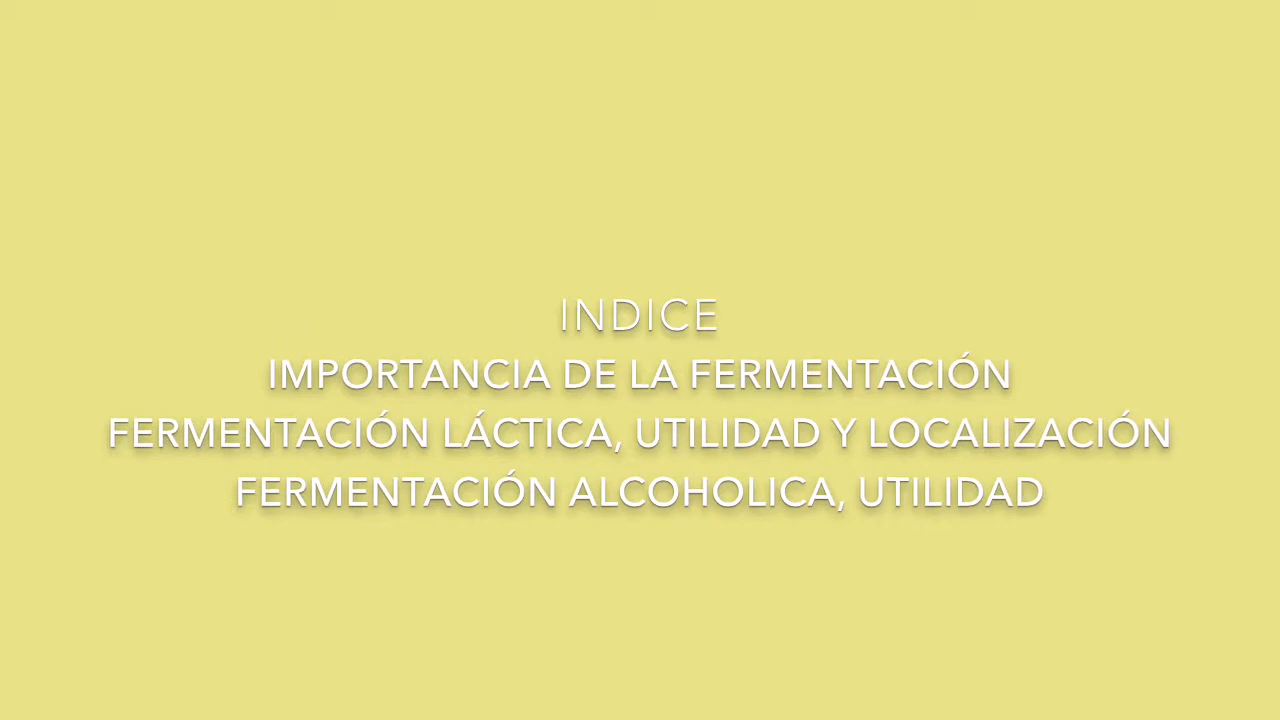 INDICE
IMPORTANCIA DE LA FERMENTACIÓN
FERMENTACIÓN LÁCTICA, UTILIDAD Y LOCALIZACIÓN
FERMENTACIÓN ALCOHOLICA, UTILIDAD